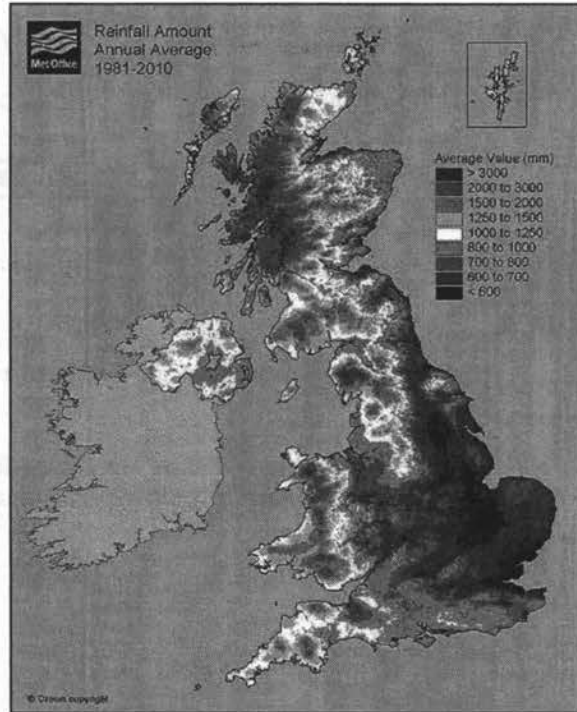 Met Office
Rainfall Amount
Annual Average
1981-2010
Average Value (mm)
> 3000
2000 to 3000
1500 to 2000
1250 to 1500
1000 to 1250
800 to 1000
700 to 800
600 to 700
< 600
© Crown copyright